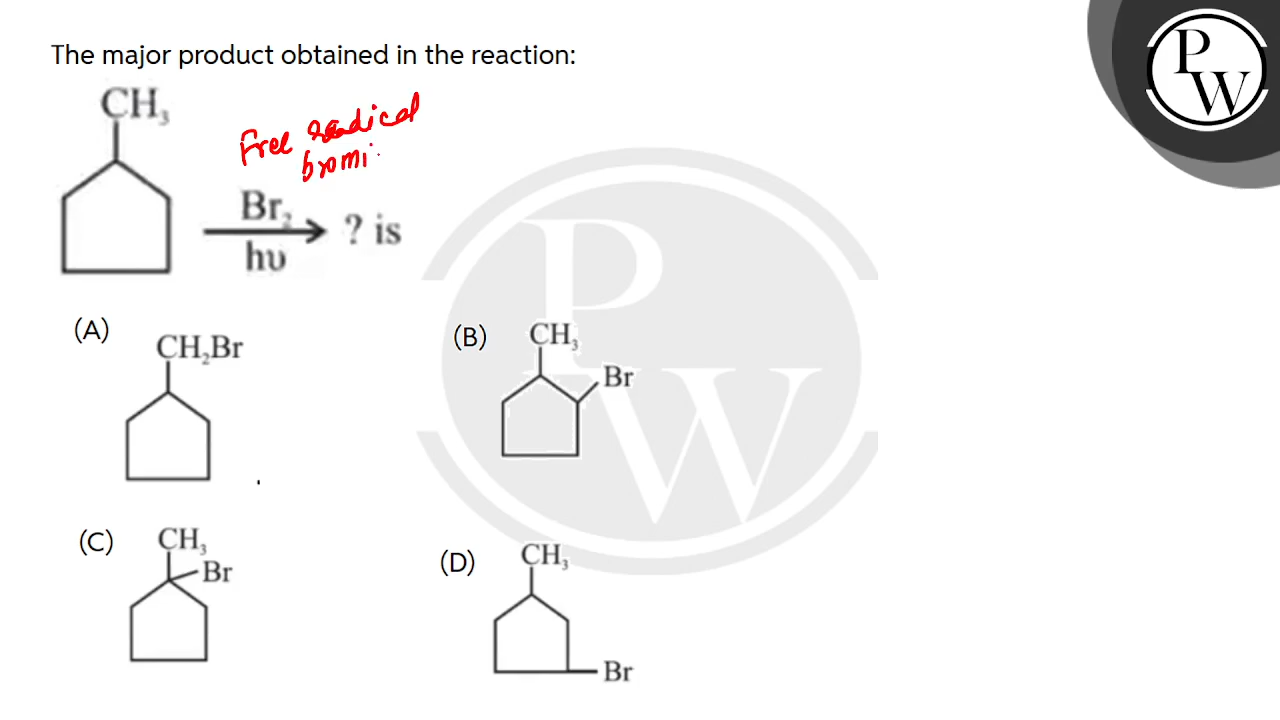 The major product obtained in the reaction:
CH₃
Free radical
bromi.
Br₂
hυ
? is
(A)
CH₂Br
(B)
CH₃
Br
(C)
CH₃
Br
(D)
CH₃
Br
P
W
P
W